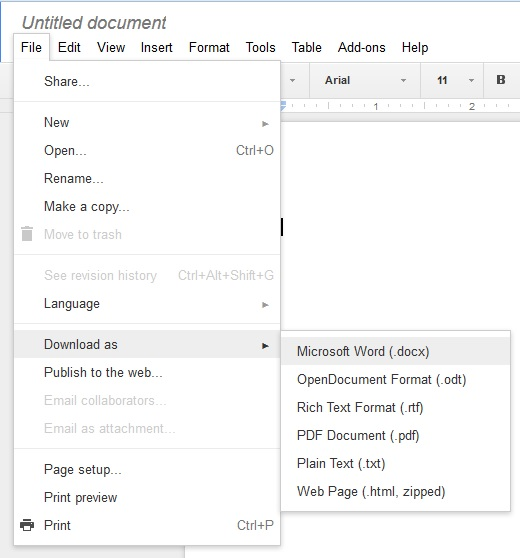 Untitled document
File Edit View Insert Format Tools Table Add-ons Help
Arial 11 B
1 2
Share...
New
Open... Ctrl+O
Rename...
Make a copy...
Move to trash
See revision history Ctrl+Alt+Shift+G
Language
Download as
Microsoft Word (.docx)
OpenDocument Format (.odt)
Rich Text Format (.rtf)
PDF Document (.pdf)
Plain Text (.txt)
Web Page (.html, zipped)
Publish to the web...
Email collaborators...
Email as attachment...
Page setup...
Print preview
Print Ctrl+P